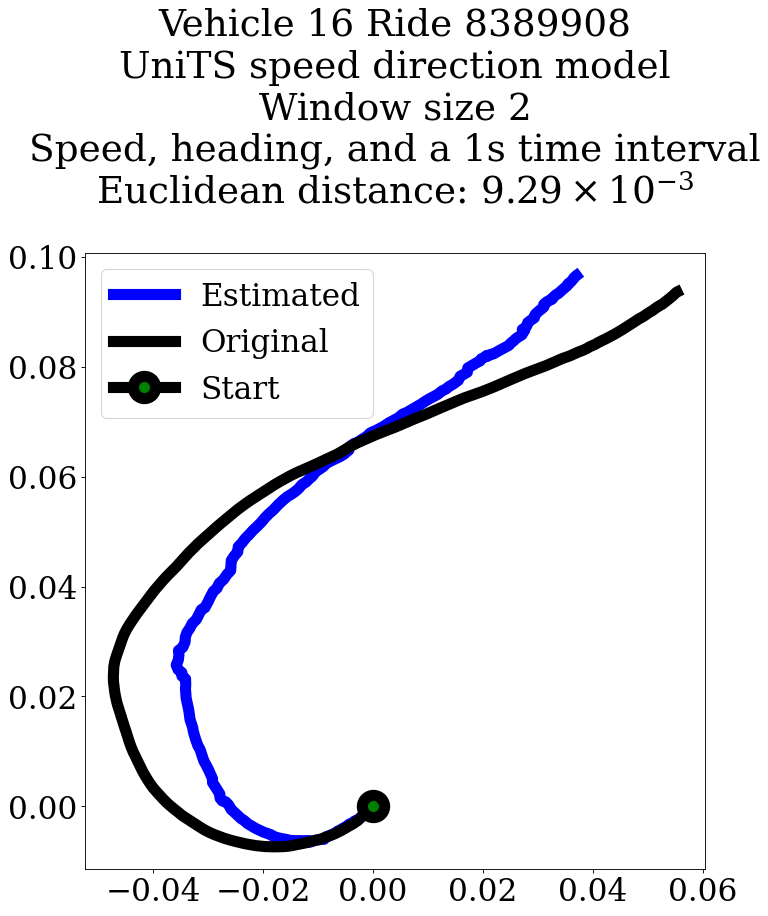 Vehicle 16 Ride 8389908
UniTS speed direction model
Window size 2
Speed, heading, and a 1s time interval
Euclidean distance: 9.29 × 10⁻³
0.10
0.08
0.06
0.04
0.02
0.00
Estimated
Original
Start
−0.04 −0.02 0.00 0.02 0.04 0.06